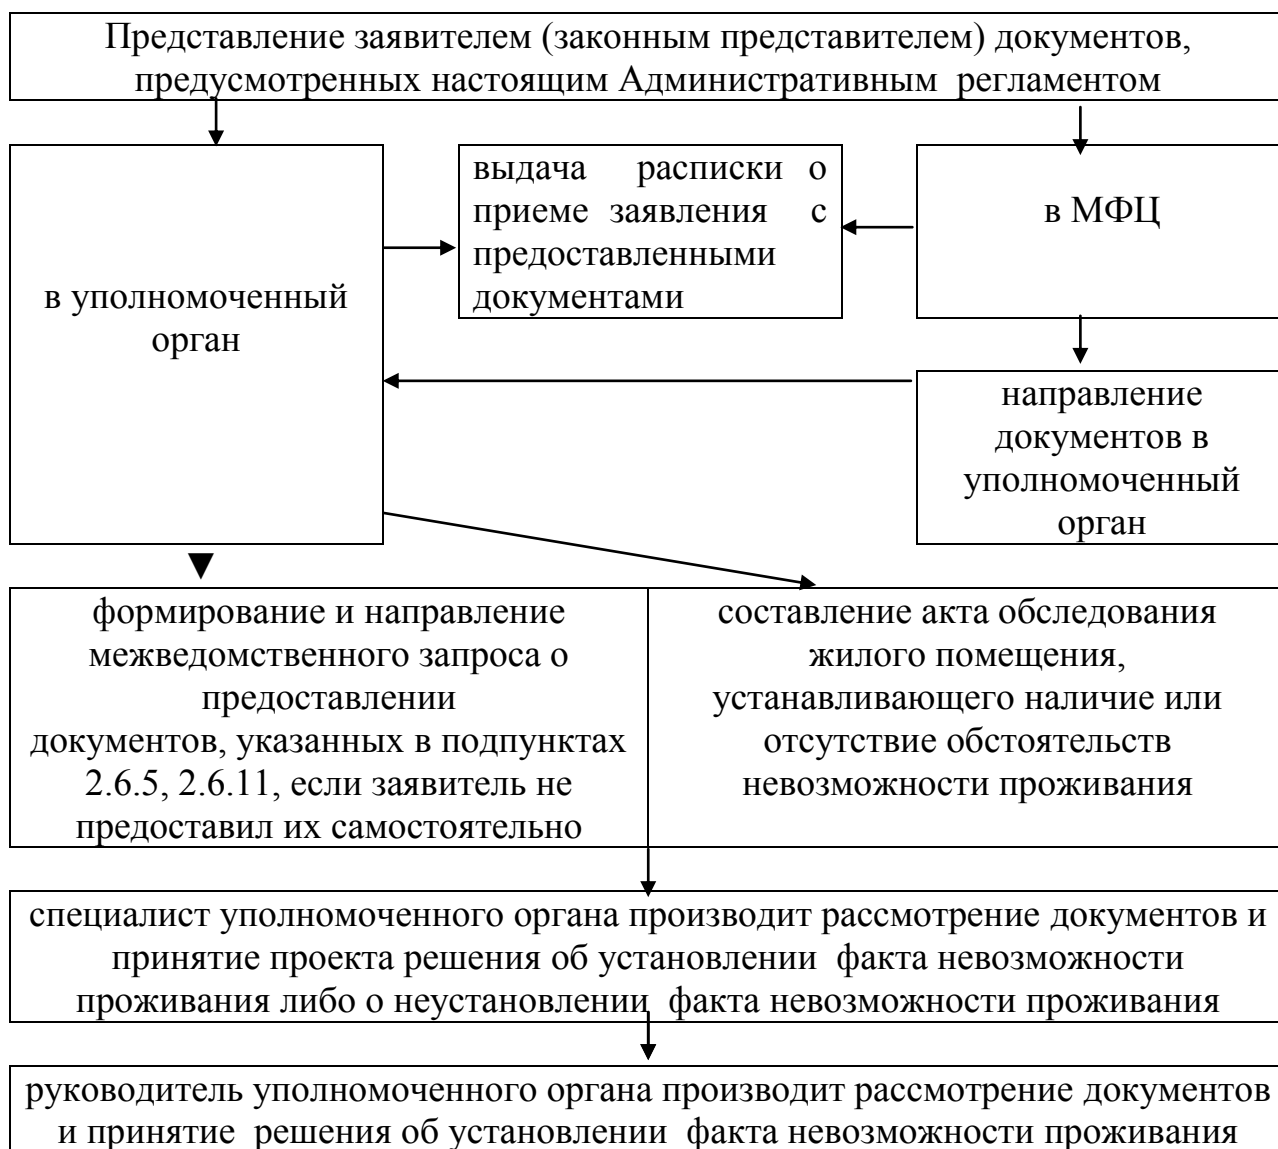 Представление заявителем (законным представителем) документов,
предусмотренных настоящим Административным регламентом
в уполномоченный
орган
выдача расписки о
приеме заявления с
предоставленными
документами
в МФЦ
направление
документов в
уполномоченный
орган
формирование и направление
межведомственного запроса о
предоставлении
документов, указанных в подпунктах
2.6.5, 2.6.11, если заявитель не
предоставил их самостоятельно
составление акта обследования
жилого помещения,
устанавливающего наличие или
отсутствие обстоятельств
невозможности проживания
специалист уполномоченного органа производит рассмотрение документов и
принятие проекта решения об установлении факта невозможности
проживания либо о неустановлении факта невозможности проживания
руководитель уполномоченного органа производит рассмотрение документов
и принятие решения об установлении факта невозможности проживания